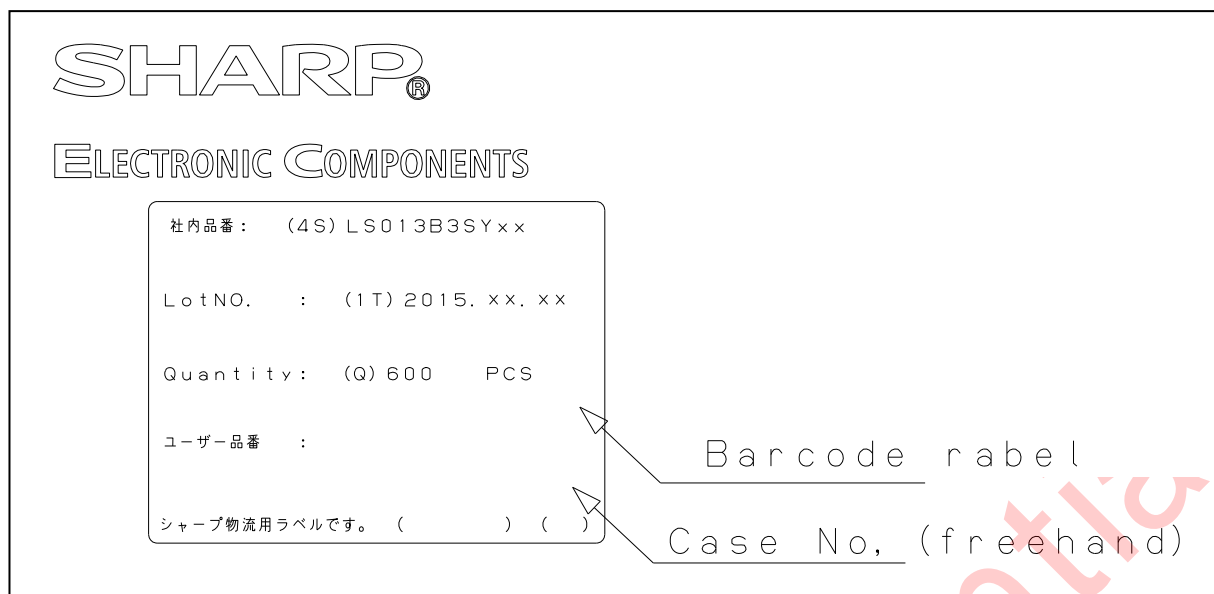 SHARP®
ELECTRONIC COMPONENTS
社内品番： (4S)LS013B3SYxx
LotNO. : (1T)2015.xx.xx
Quantity: (Q)600 PCS
ユーザー品番 :
Barcode rabel
シャープ物流用ラベルです。 ( ) ( )
Case No, (freehand)